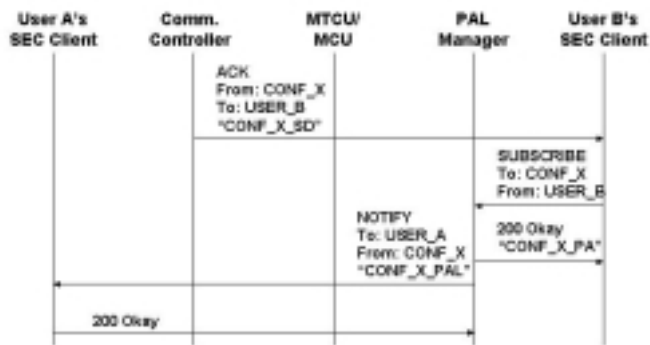 User A's
SEC Client
Comm.
Controller
MTCU/
MCU
PAL
Manager
User B's
SEC Client
ACK
From: CONF_X
To: USER_B
"CONF_X_SD"
SUBSCRIBE
To: CONF_X
From: USER_B
NOTIFY
To: USER_A
From: CONF_X
"CONF_X_PAL"
200 Okay
"CONF_X_PA"
200 Okay